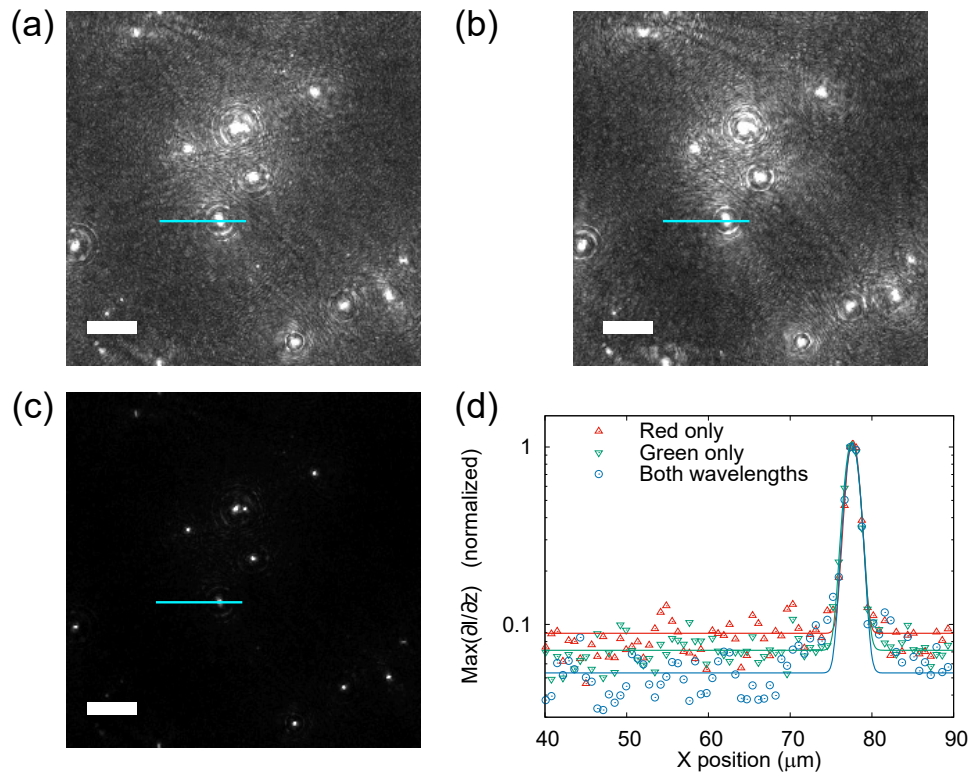 (a)
(b)
(c)
(d)
Max(∂I/∂z) (normalized)
1
0.1
Red only
Green only
Both wavelengths
40 50 60 70 80 90
X position (μm)